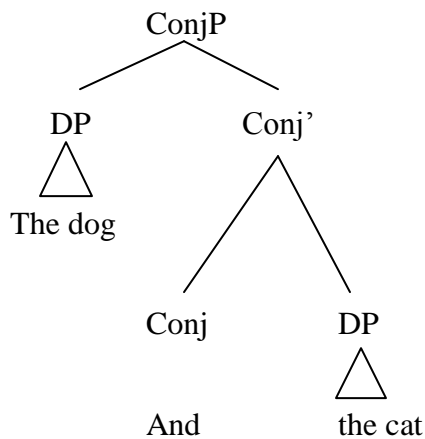 ConjP
DP Conj’
The dog
Conj DP
And the cat